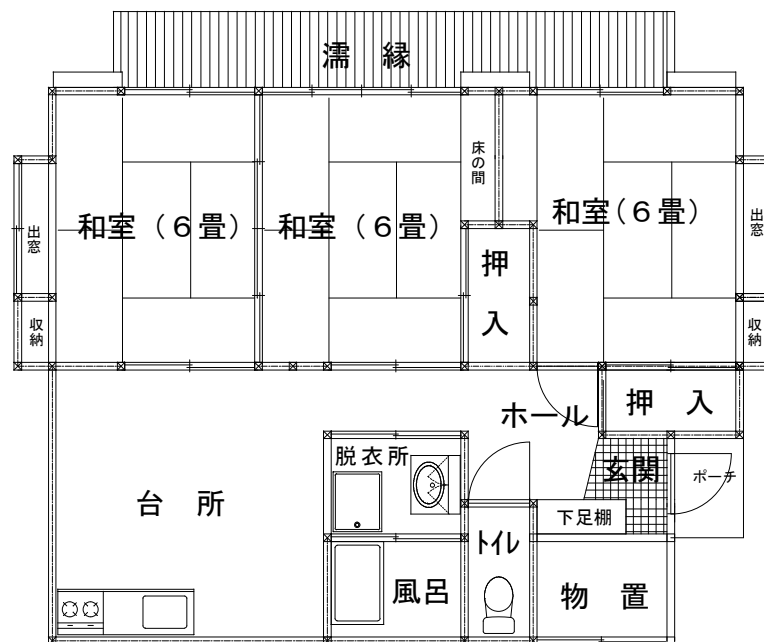 濡 縁
床の間
和室（６畳）
和室（６畳）
和室（６畳）
出窓
出窓
押
入
収納
収納
押 入
ホール
脱衣所
玄関
ポーチ
台 所
下足棚
トイレ
風呂
物 置